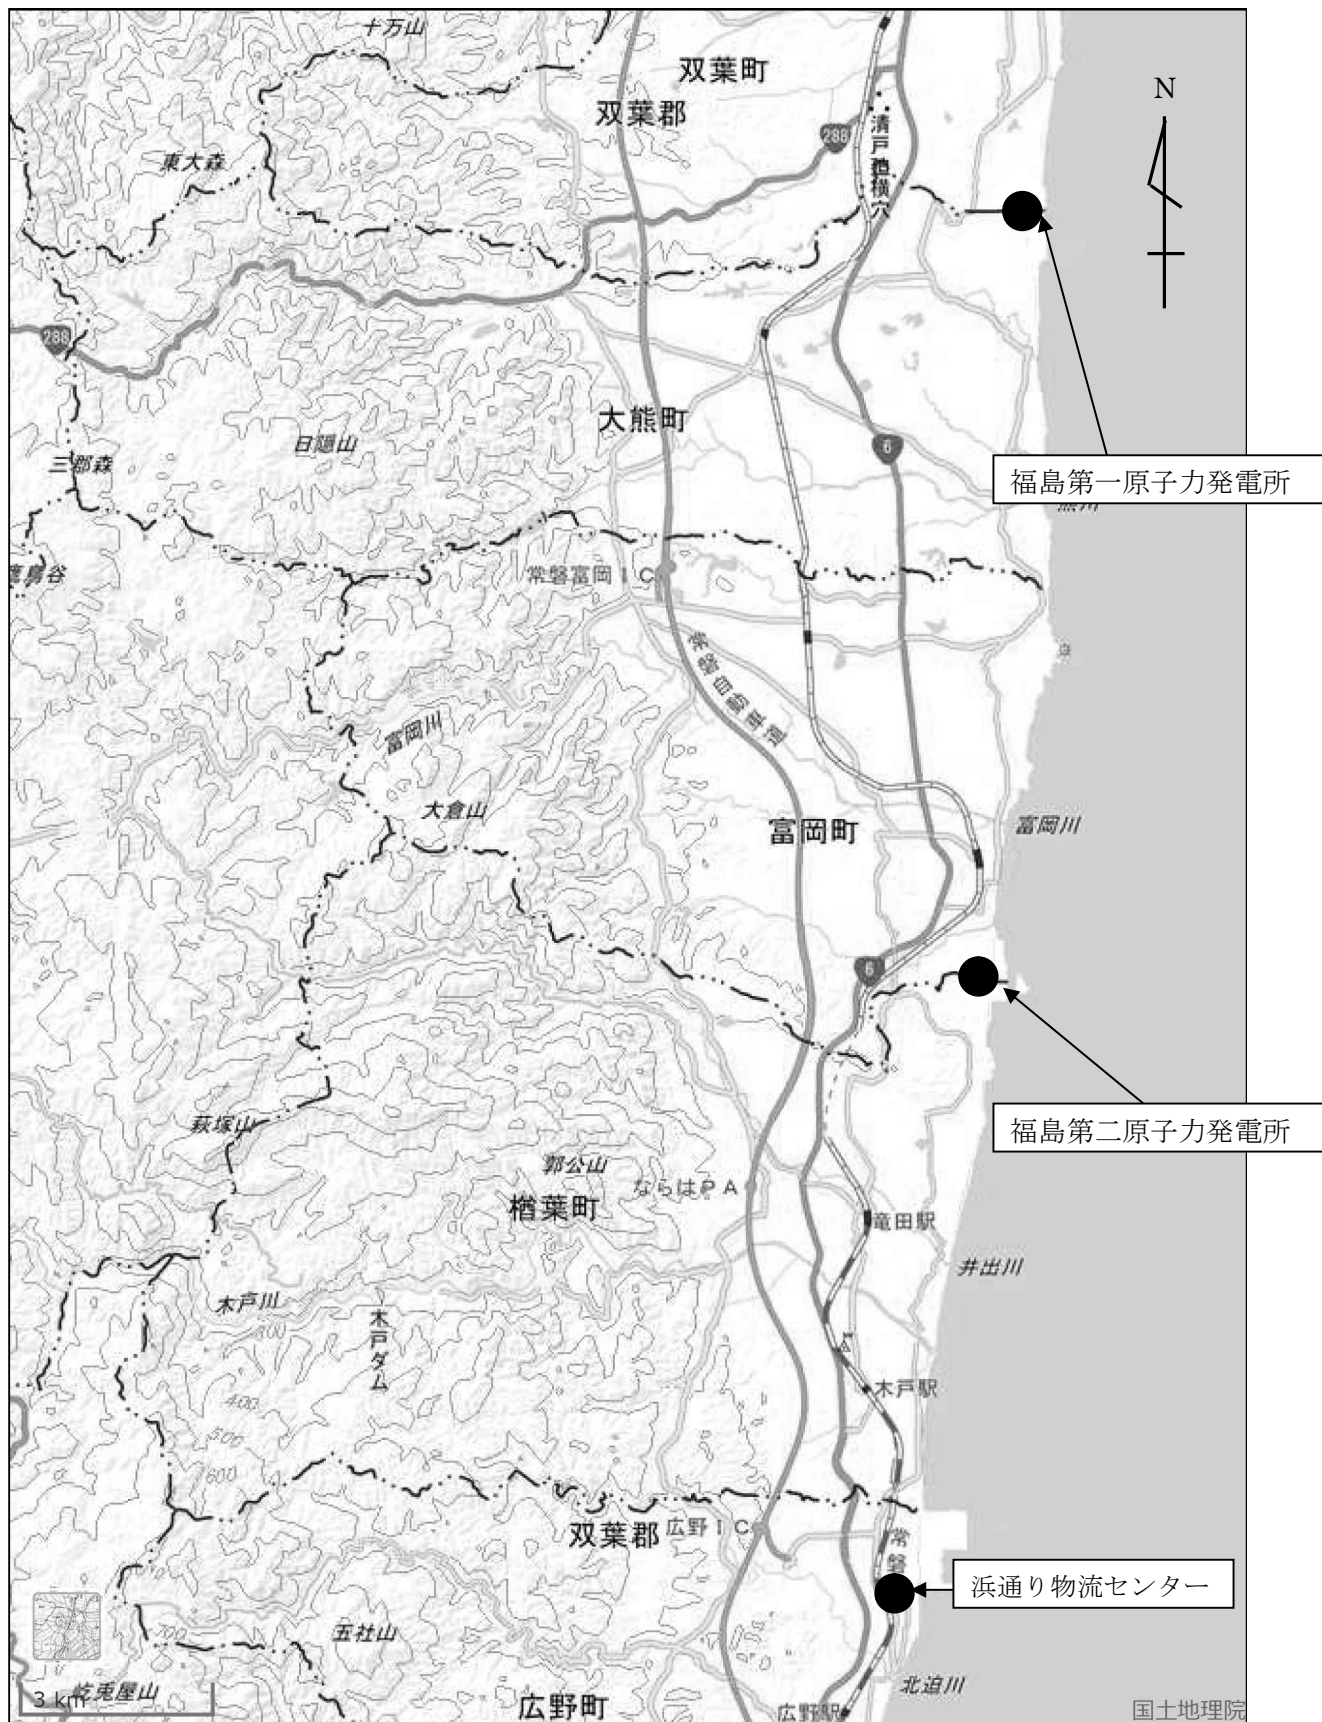 十万山
双葉町
双葉郡
N
288
清戸廹横穴
東大森
288
大熊町
日隠山
6
三郡森
福島第一原子力発電所
熊川
常磐富岡IC
常磐自動車道
富岡川
大倉山
富岡町
富岡川
6
福島第二原子力発電所
萩塚山
郭公山
ならはPA
楢葉町
竜田駅
井出川
木戸川
木戸ダム
木戸駅
400
500
600
双葉郡
広野IC
常磐
浜通り物流センター
700
五社山
北迫川
3 km
屹兎屋山
広野町
広野駅
国土地理院